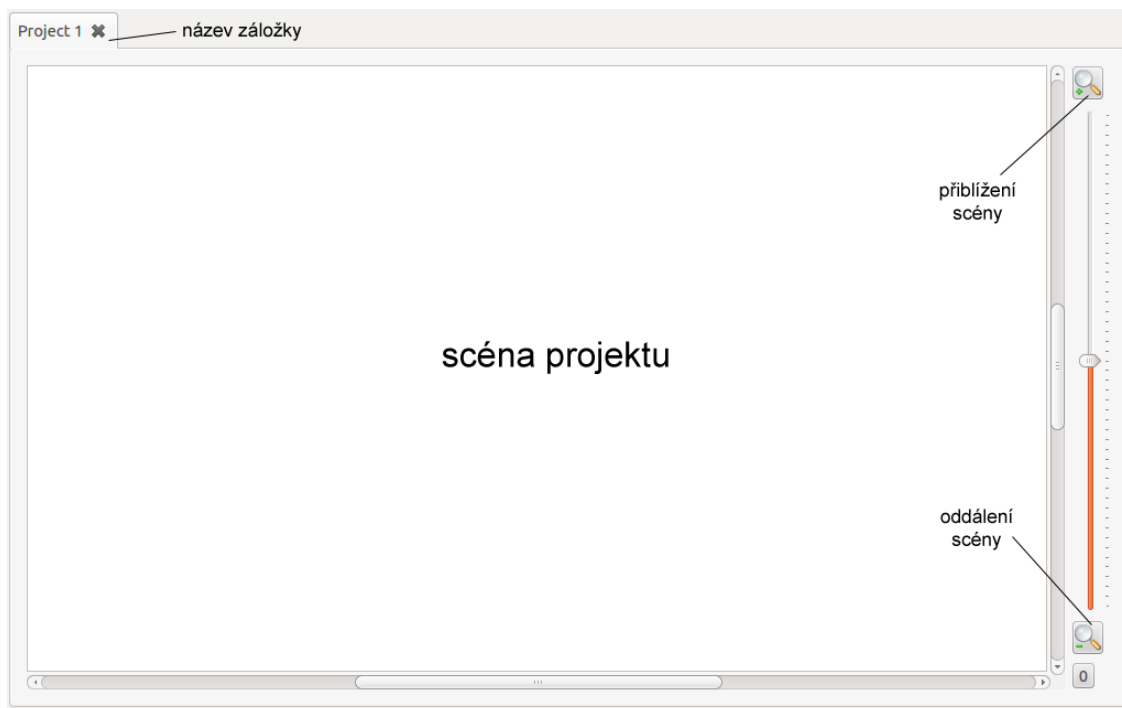 Project 1
název záložky
přiblížení
scény
scéna projektu
oddálení
scény
0